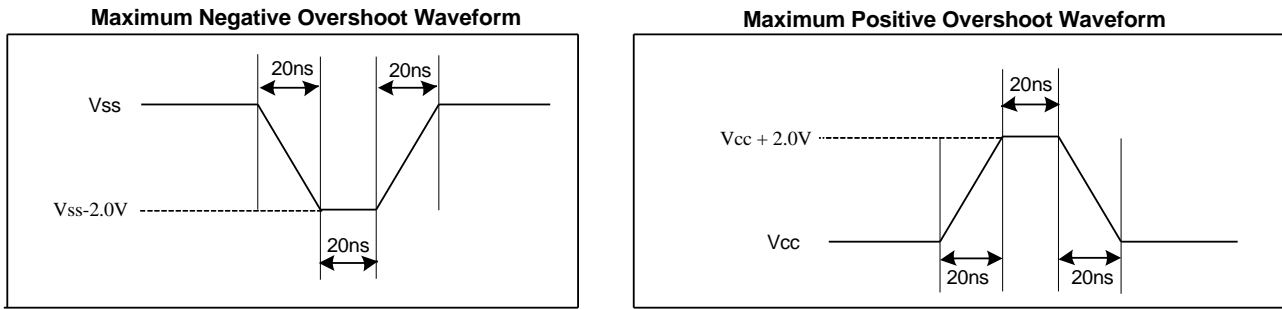 Maximum Negative Overshoot Waveform
20ns
20ns
Vss
Vss-2.0V
20ns
Maximum Positive Overshoot Waveform
20ns
Vcc + 2.0V
Vcc
20ns
20ns